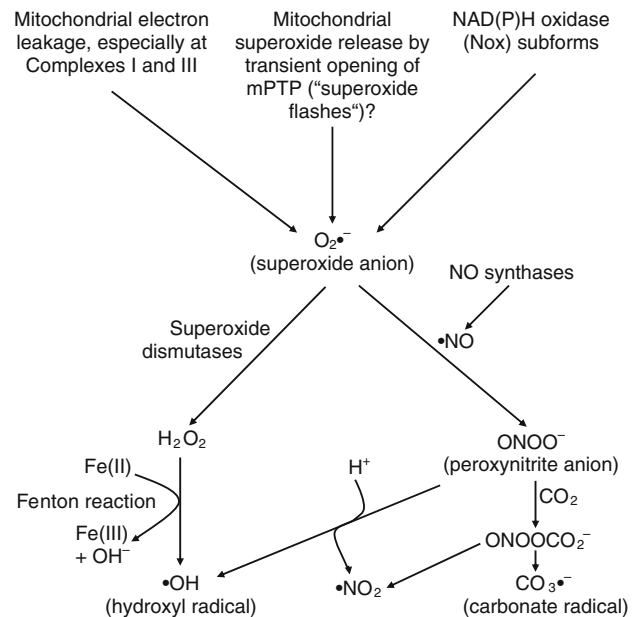 Mitochondrial electron
leakage, especially at
Complexes I and III
Mitochondrial
superoxide release by
transient opening of
mPTP (“superoxide
flashes“)?
NAD(P)H oxidase
(Nox) subforms
O₂•⁻
(superoxide anion)
NO synthases
Superoxide
dismutases
•NO
H₂O₂
ONOO⁻
(peroxynitrite anion)
Fe(II)
H⁺
CO₂
Fenton reaction
Fe(III)
+ OH⁻
ONOOCO₂⁻
•OH
(hydroxyl radical)
•NO₂
CO₃•⁻
(carbonate radical)